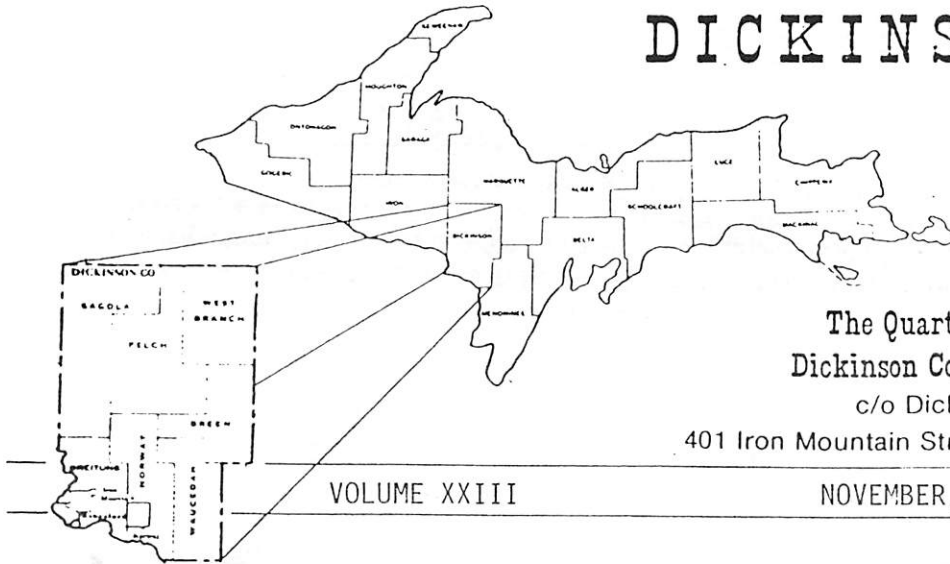 DICKINS
KEWEENAW
HOUGHTON
ONTONAGON
BARAGA
LUCE
GOGEBIC
MARQUETTE
ALGER
CHIPPEWA
SCHOOLCRAFT
IRON
MACKINAC
DICKINSON
DELTA
MENOMINEE
DICKINSON CO
SAGOLA
WEST
BRANCH
FELCH
BREEN
NORWAY
BREITUNG
WAUCEDAH
The Quart
Dickinson Co
c/o Dick
401 Iron Mountain Str
VOLUME XXIII
NOVEMBER